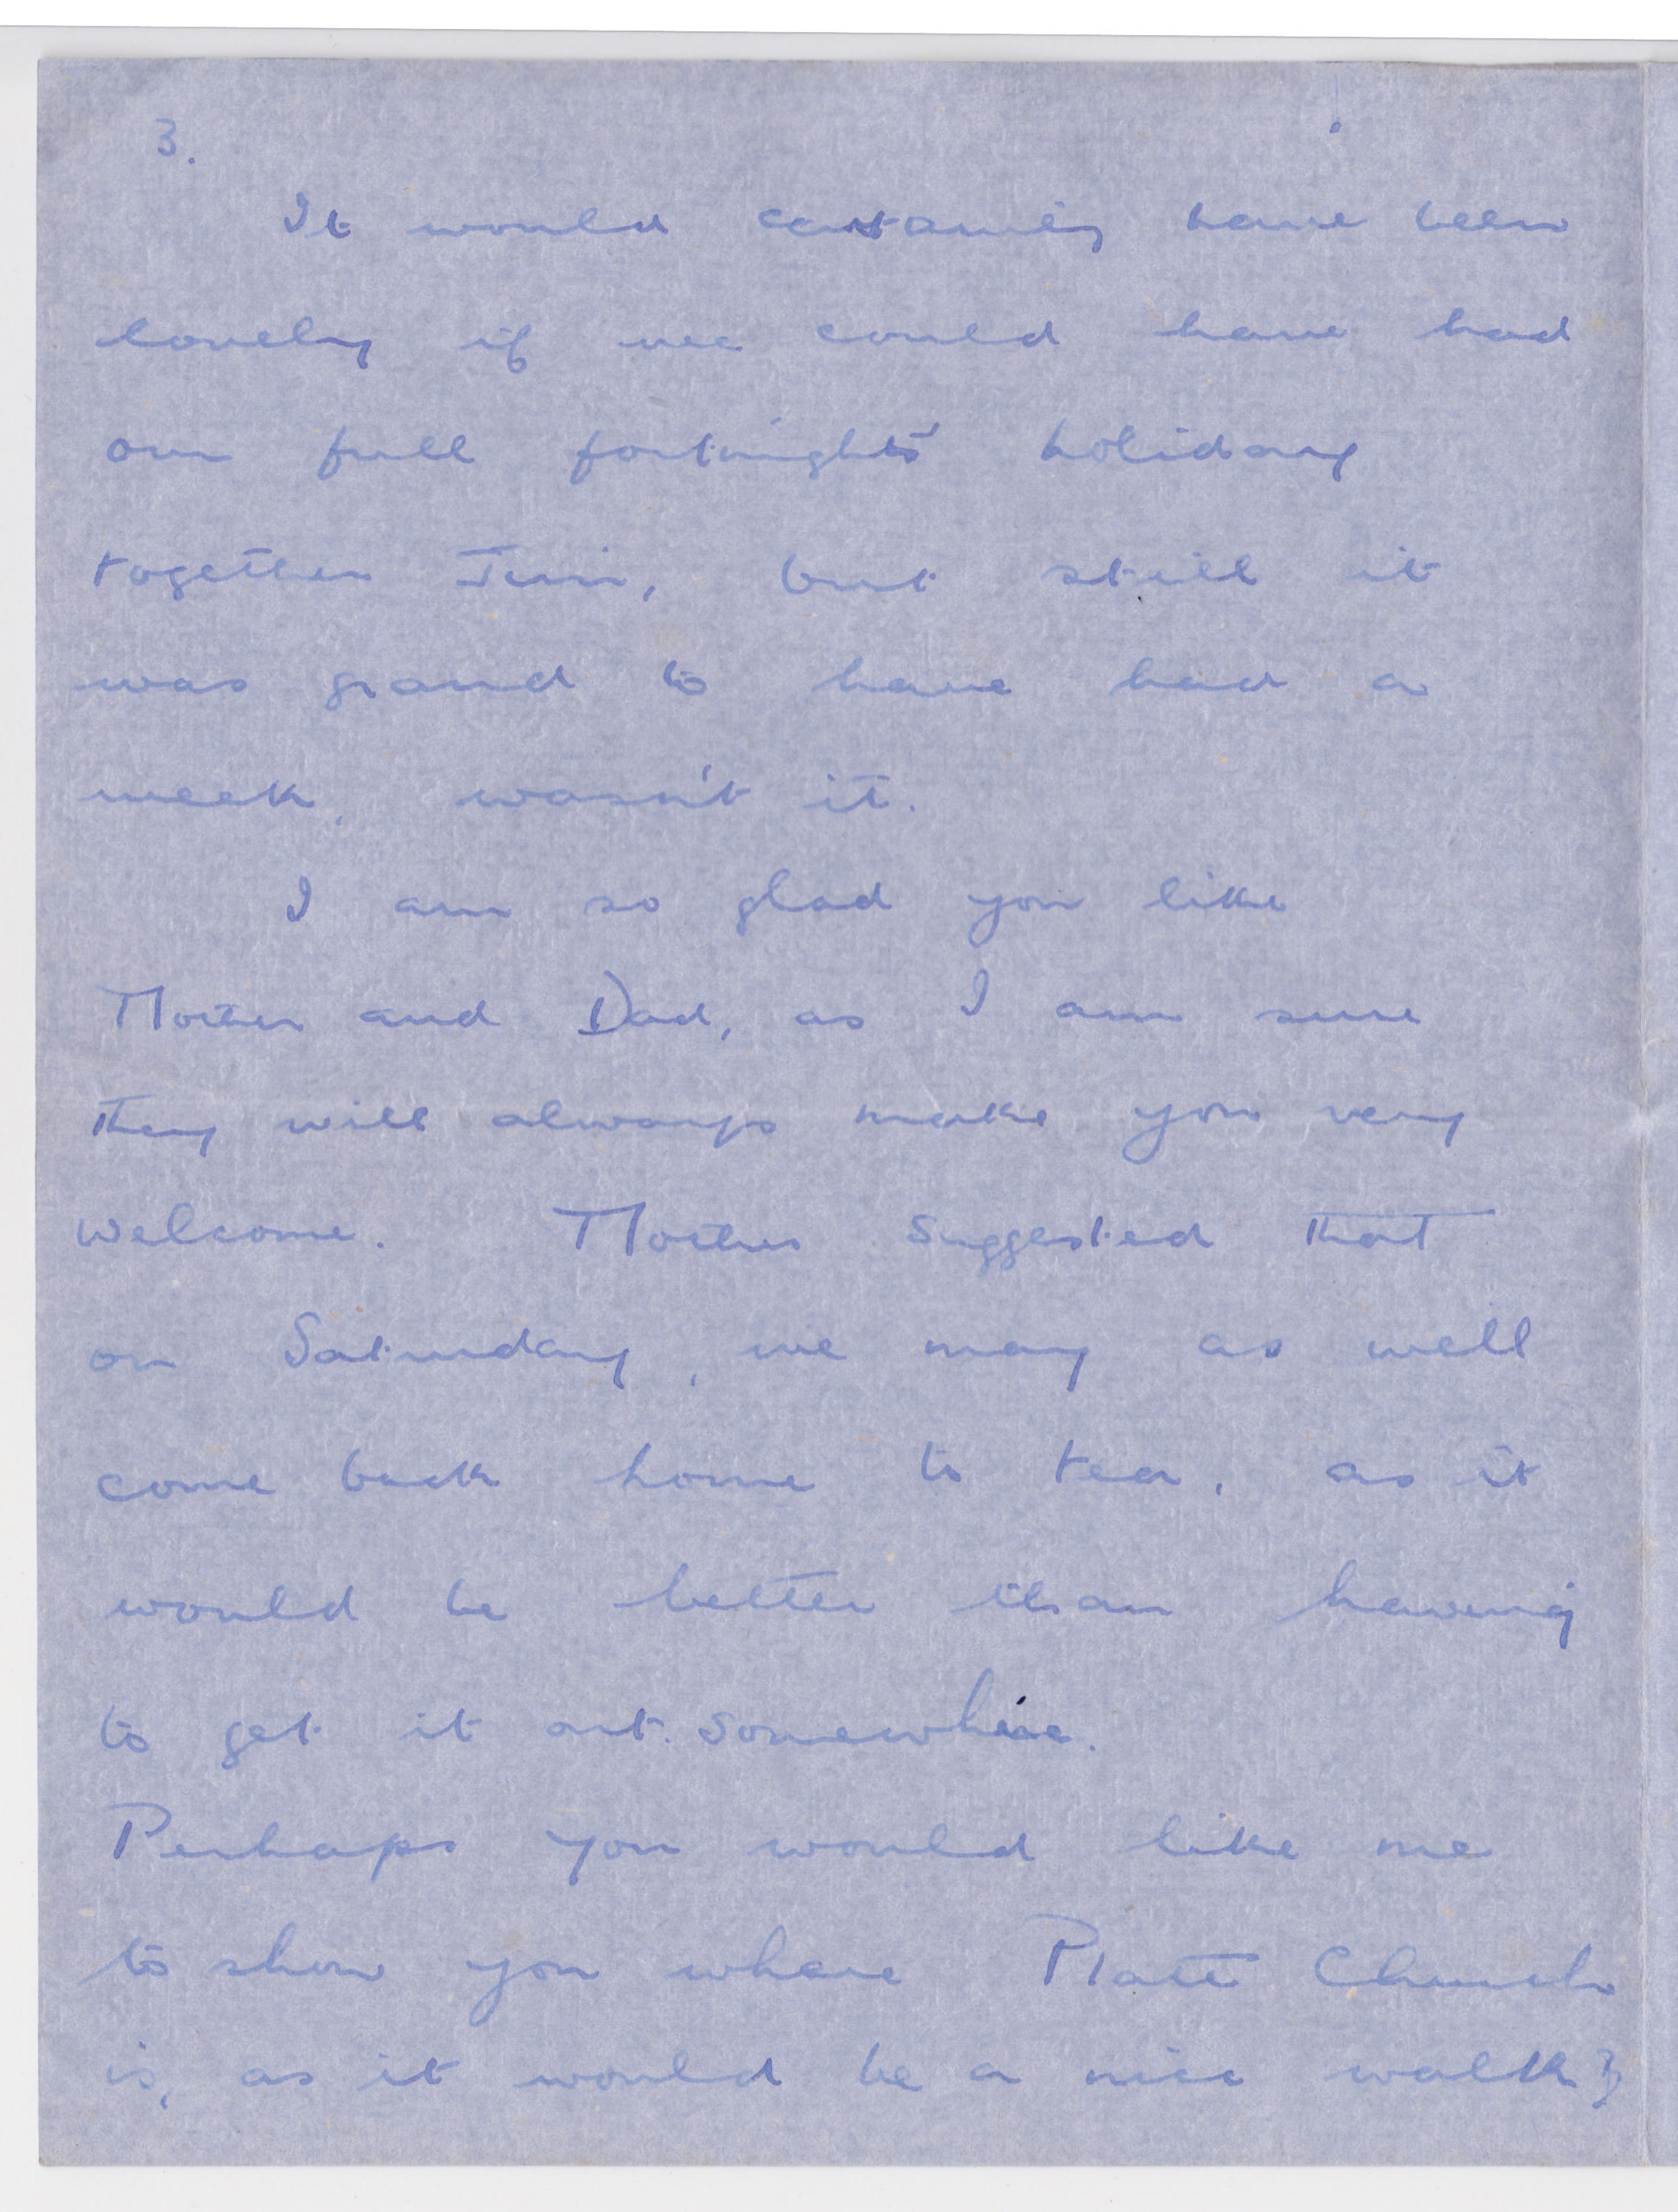 3.
It would certainly have been
lovely if we could have had
our full fortnights' holiday
together Jim, but still it
was grand to have had a
week, wasn't it.
I am so glad you like
Mother and Dad, as I am sure
they will always make you very
welcome. Mother suggested that
on Saturday, we may as well
come back home to tea, as it
would be better than having
to get it out somewhere.
Perhaps you would like me
to show you where Platt Church
is, as it would be a nice walk?